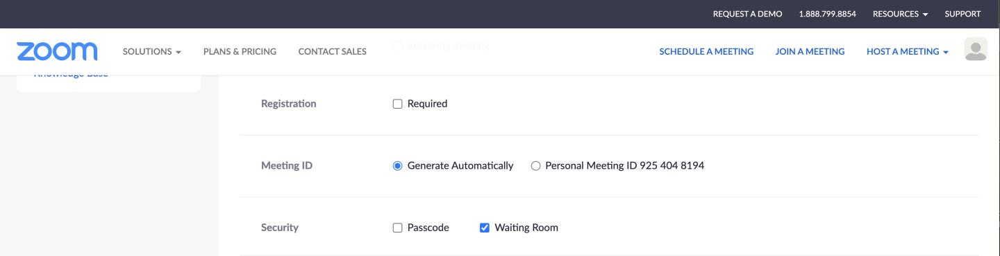 REQUEST A DEMO 1.888.799.8854 RESOURCES SUPPORT
zoom SOLUTIONS PLANS & PRICING CONTACT SALES SCHEDULE A MEETING JOIN A MEETING HOST A MEETING
Recurring meeting
Knowledge Base
Registration Required
Meeting ID Generate Automatically Personal Meeting ID 925 404 8194
Security Passcode Waiting Room